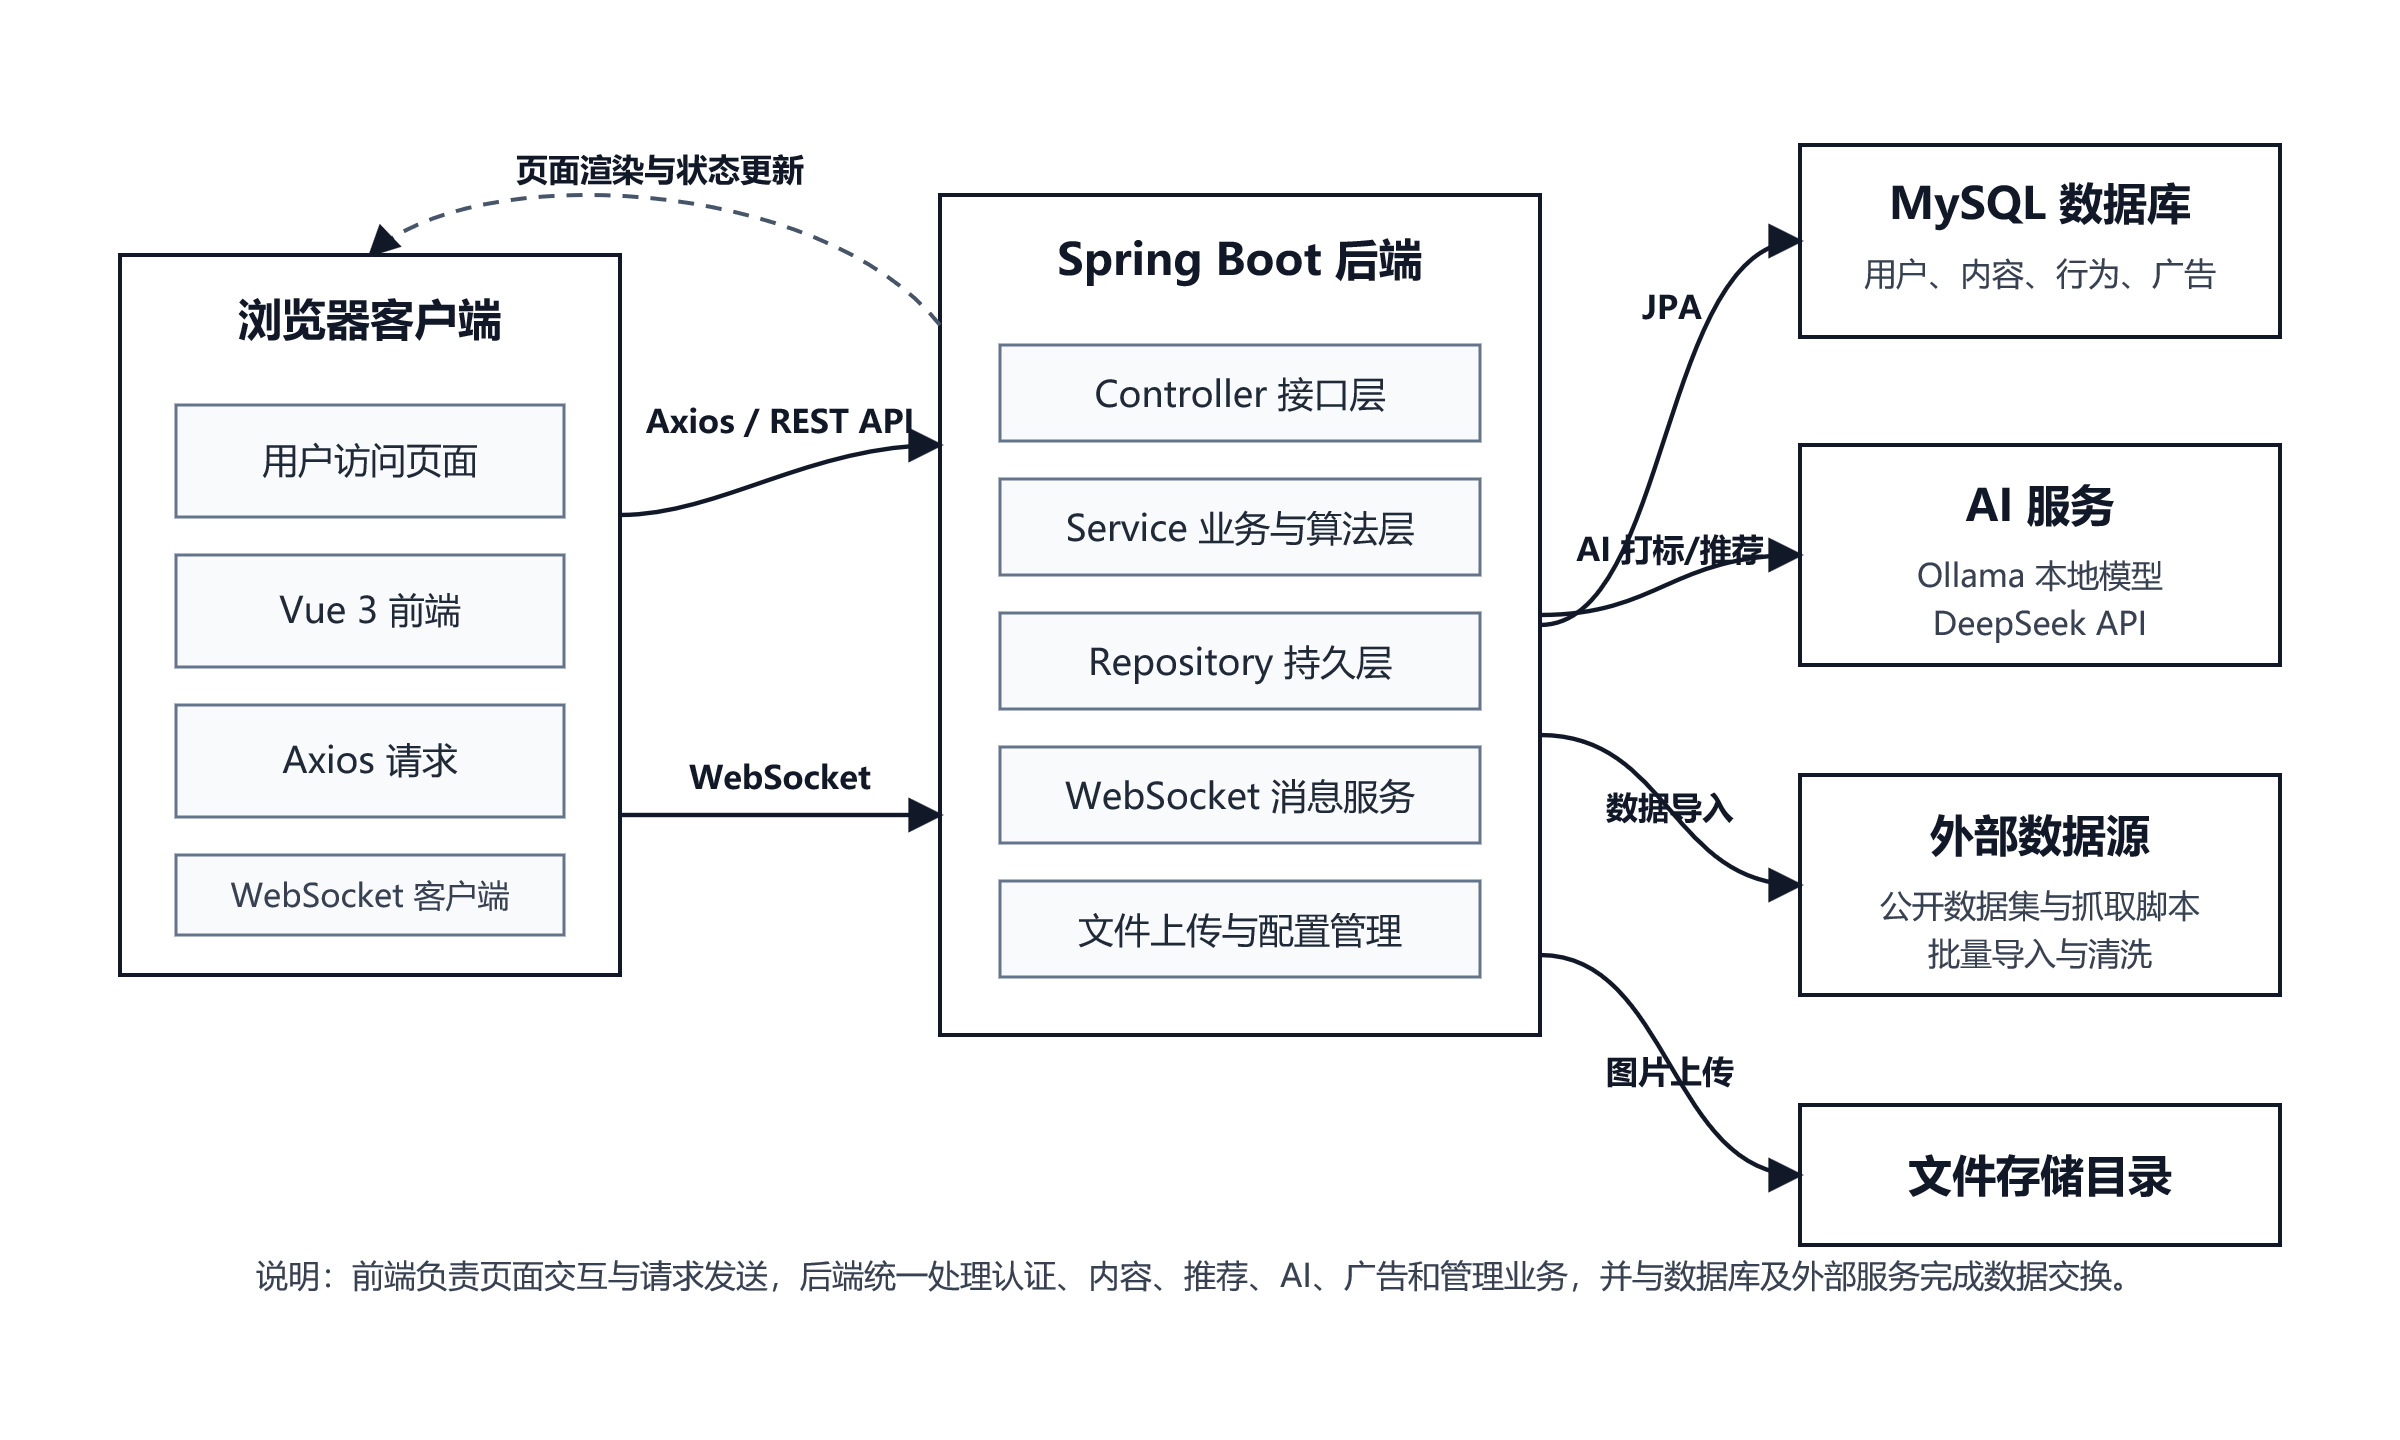 页面渲染与状态更新
浏览器客户端
用户访问页面
Vue 3 前端
Axios 请求
WebSocket 客户端
Axios / REST API
WebSocket
Spring Boot 后端
Controller 接口层
Service 业务与算法层
Repository 持久层
WebSocket 消息服务
文件上传与配置管理
JPA
AI 打标/推荐
数据导入
图片上传
MySQL 数据库
用户、内容、行为、广告
AI 服务
Ollama 本地模型
DeepSeek API
外部数据源
公开数据集与抓取脚本
批量导入与清洗
文件存储目录
说明：前端负责页面交互与请求发送，后端统一处理认证、内容、推荐、AI、广告和管理业务，并与数据库及外部服务完成数据交换。